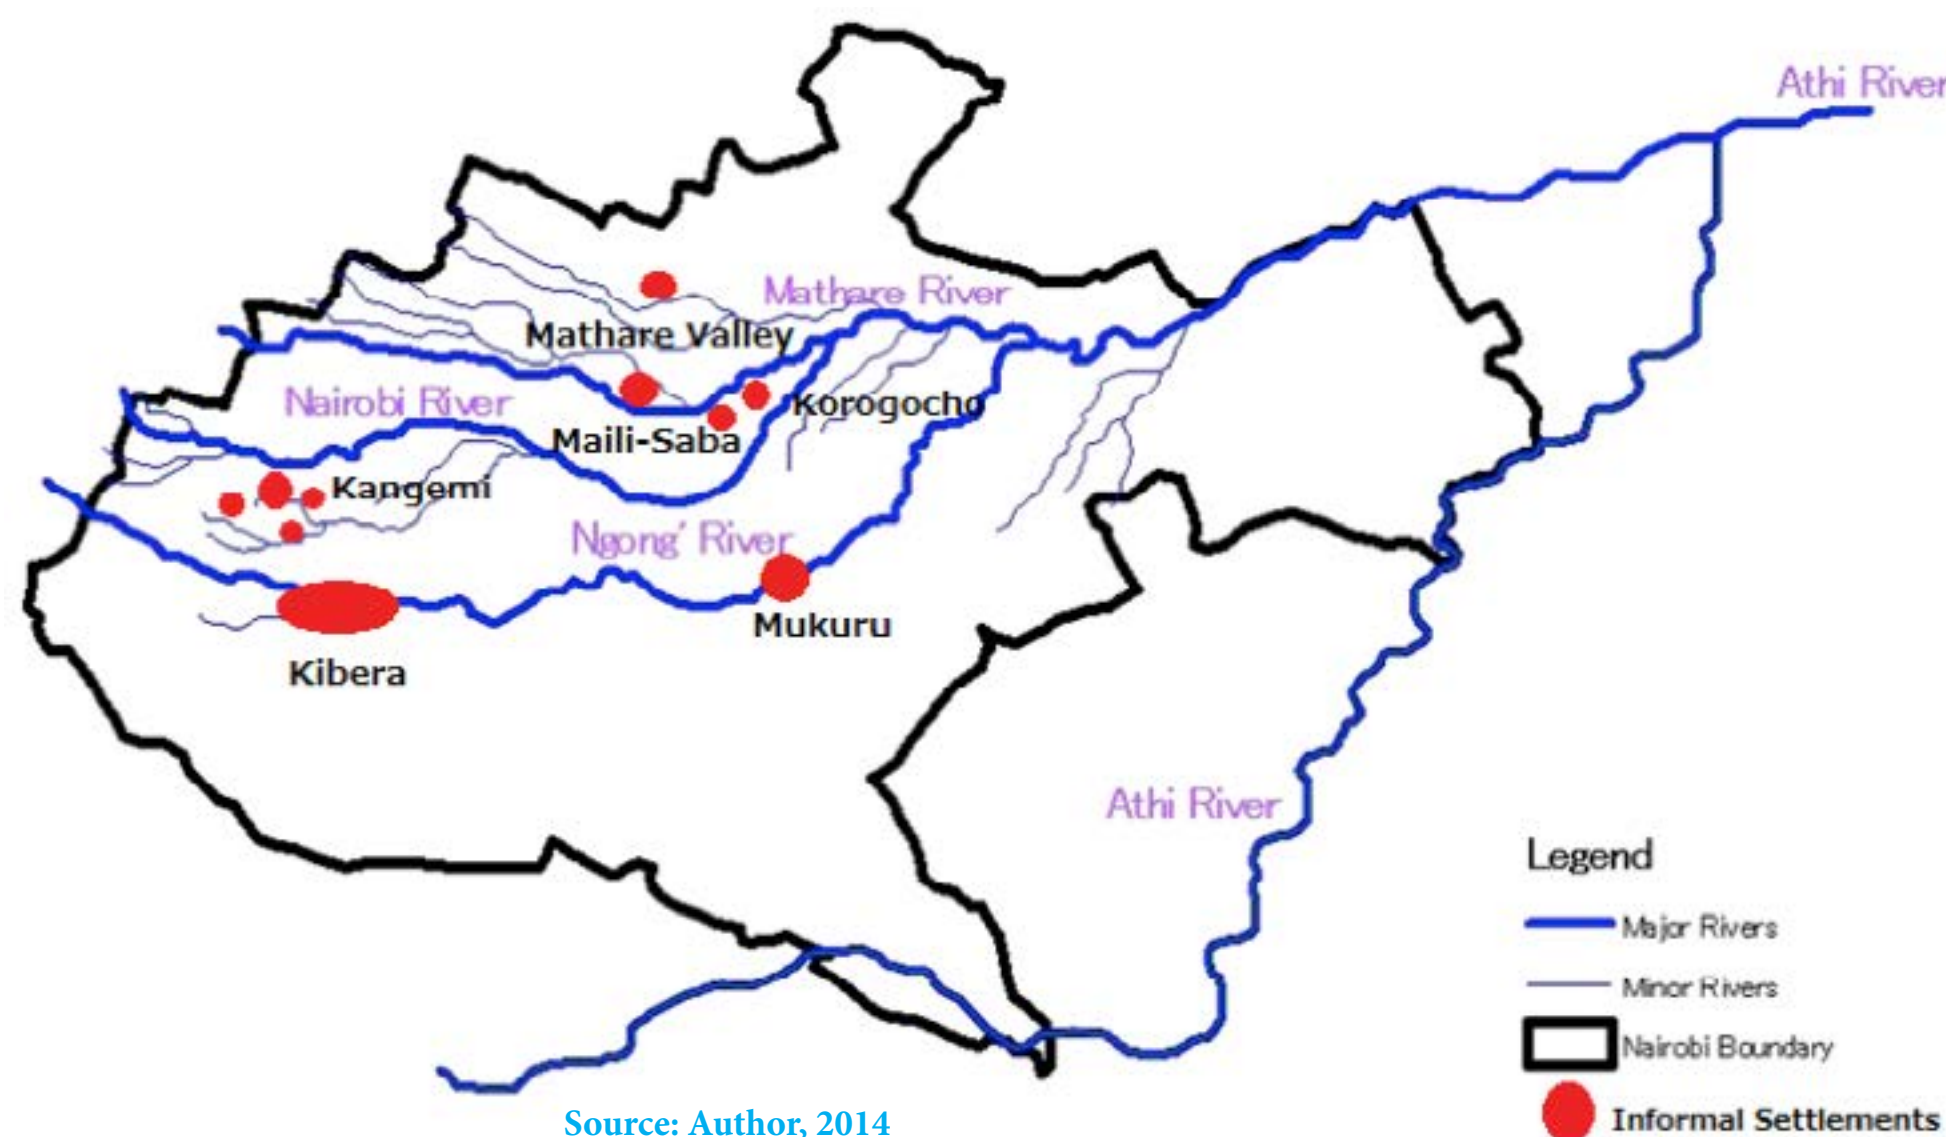 Athi River
Mathare River
Mathare Valley
Nairobi River
Korogocho
Maili-Saba
Kangemi
Ngong' River
Mukuru
Kibera
Athi River
Legend
Major Rivers
Minor Rivers
Nairobi Boundary
Informal Settlements
Source: Author, 2014